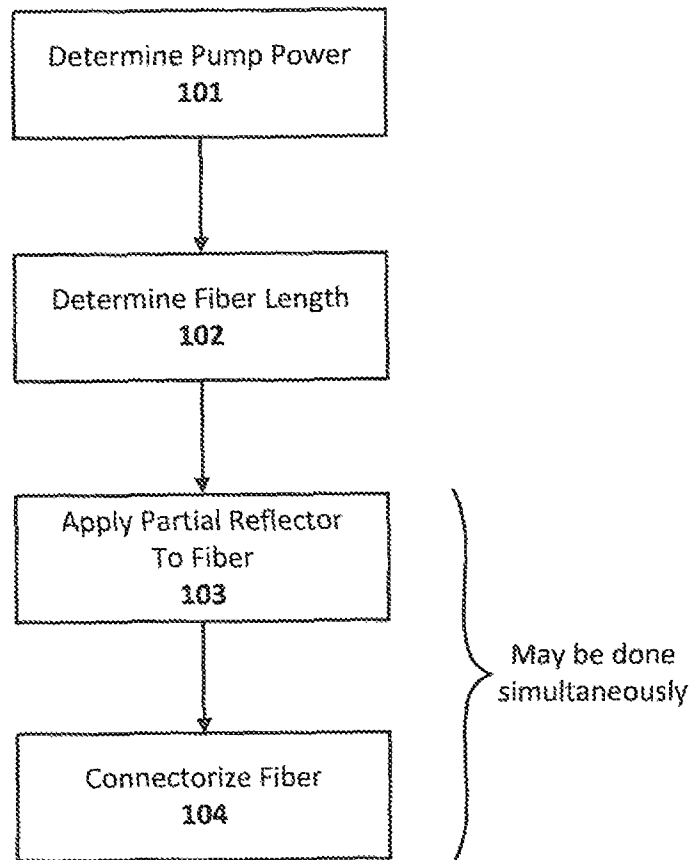 Determine Pump Power
101
Determine Fiber Length
102
Apply Partial Reflector
To Fiber
103
May be done
simultaneously
Connectorize Fiber
104